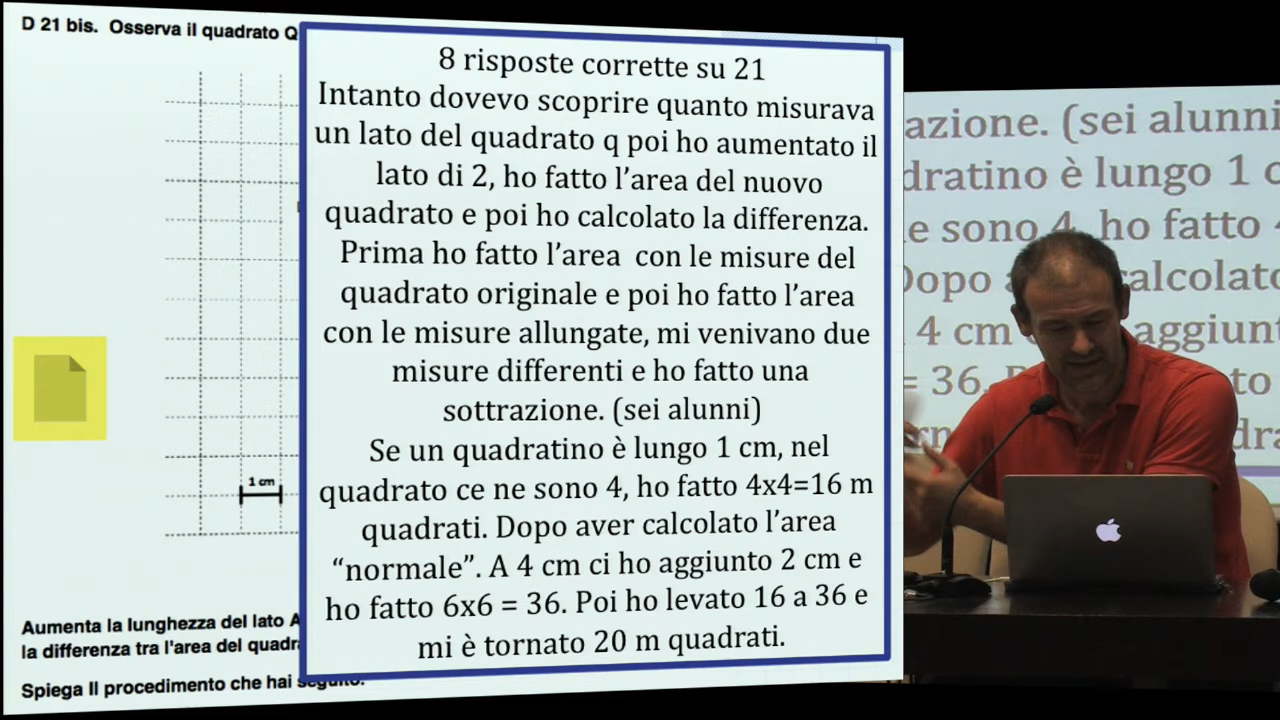 D 21 bis. Osserva il quadrato Q
8 risposte corrette su 21
Intanto dovevo scoprire quanto misurava
un lato del quadrato q poi ho aumentato il
lato di 2, ho fatto l’area del nuovo
quadrato e poi ho calcolato la differenza.
Prima ho fatto l’area con le misure del
quadrato originale e poi ho fatto l’area
con le misure allungate, mi venivano due
misure differenti e ho fatto una
sottrazione. (sei alunni)
Se un quadratino è lungo 1 cm, nel
quadrato ce ne sono 4, ho fatto 4x4=16 m
quadrati. Dopo aver calcolato l’area
“normale”. A 4 cm ci ho aggiunto 2 cm e
ho fatto 6x6 = 36. Poi ho levato 16 a 36 e
mi è tornato 20 m quadrati.
1 cm
Aumenta la lunghezza del lato A
la differenza tra l'area del quadr
Spiega Il procedimento che hai seguito.
azione. (sei alunni
dratino è lungo 1 c
e sono 4, ho fatto
Dopo a calcolato
4 cm aggiunt
= 36.